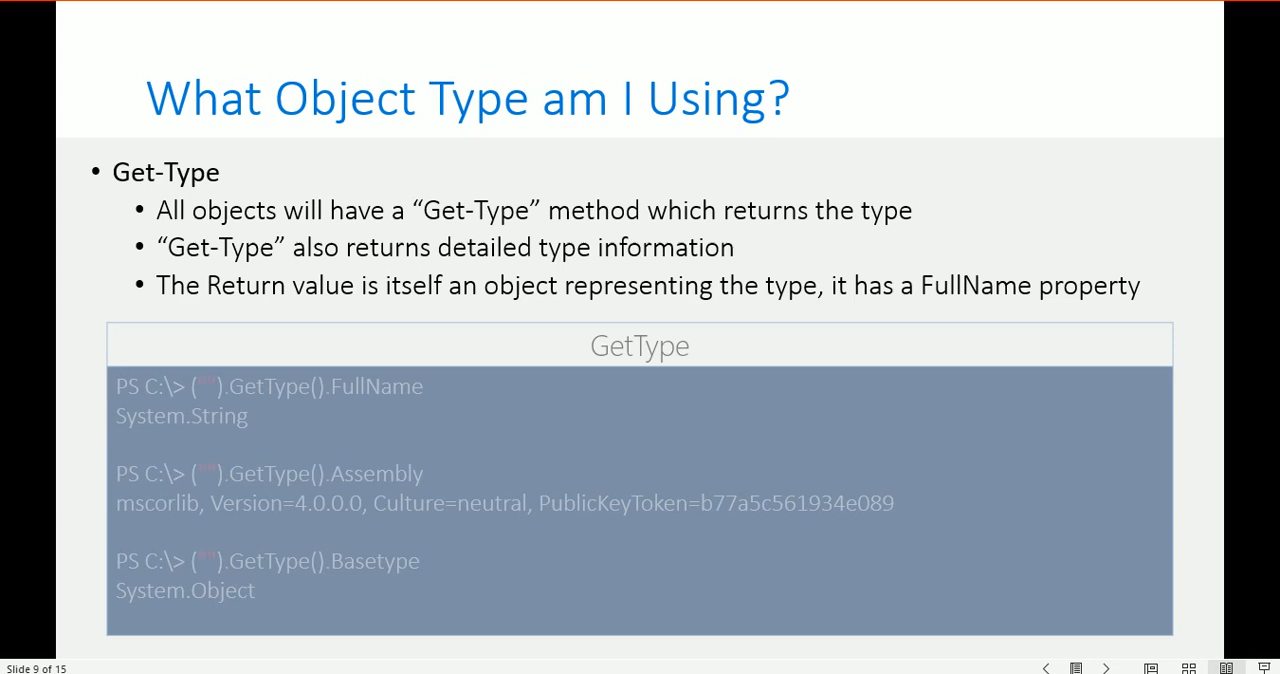 What Object Type am I Using?
• Get-Type
• All objects will have a “Get-Type” method which returns the type
• “Get-Type” also returns detailed type information
• The Return value is itself an object representing the type, it has a FullName property
GetType
PS C:\> ("").GetType().FullName
System.String
PS C:\> ("").GetType().Assembly
mscorlib, Version=4.0.0.0, Culture=neutral, PublicKeyToken=b77a5c561934e089
PS C:\> ("").GetType().Basetype
System.Object
Slide 9 of 15